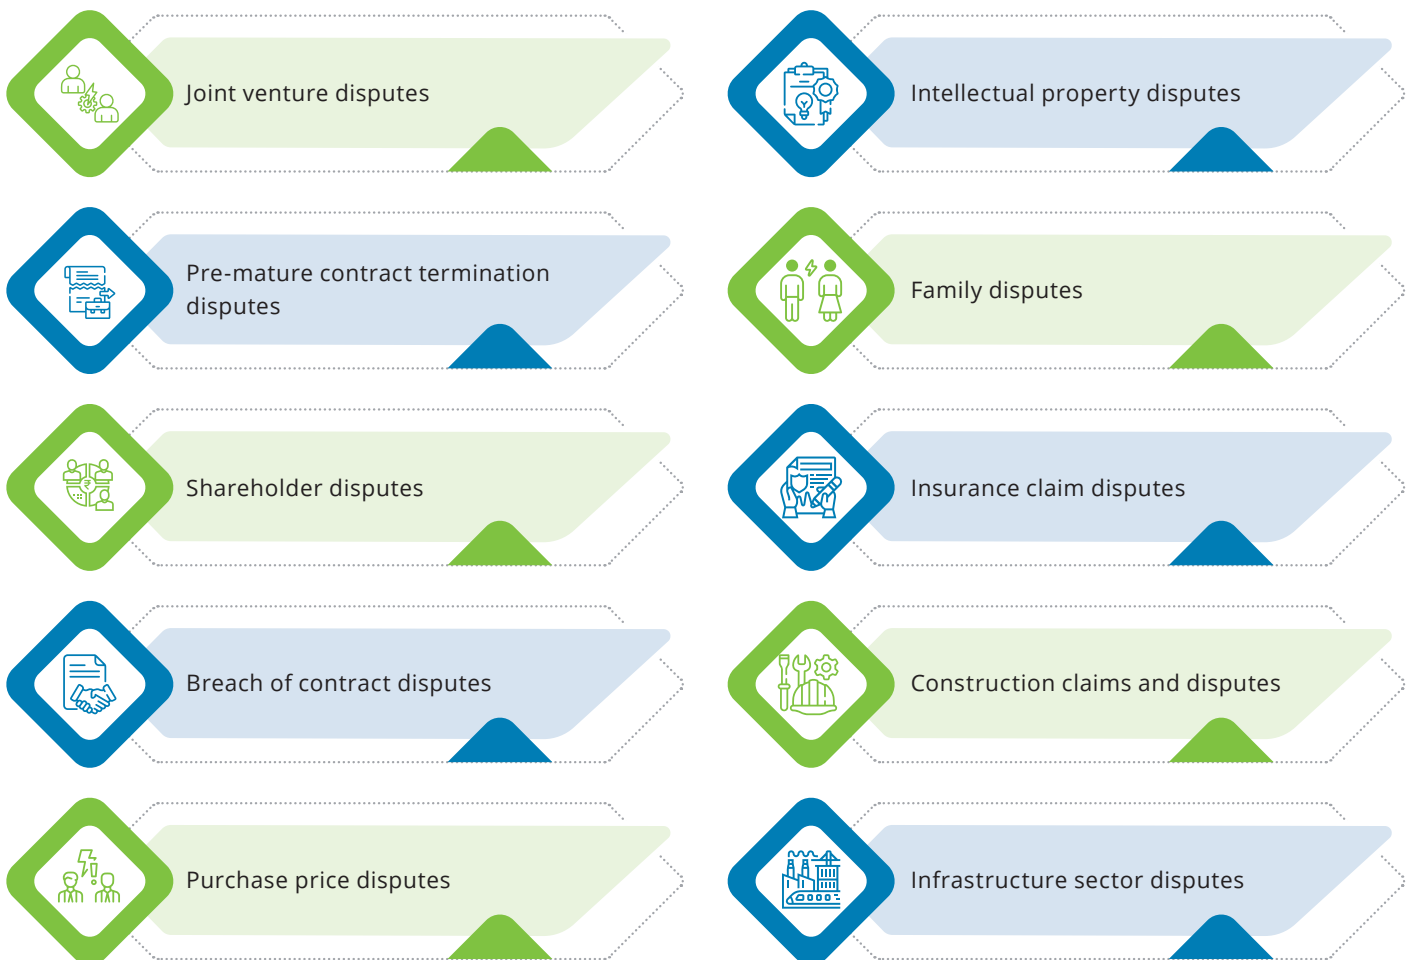 Joint venture disputes
Intellectual property disputes
Pre-mature contract termination
disputes
Family disputes
Shareholder disputes
Insurance claim disputes
Breach of contract disputes
Construction claims and disputes
Purchase price disputes
Infrastructure sector disputes